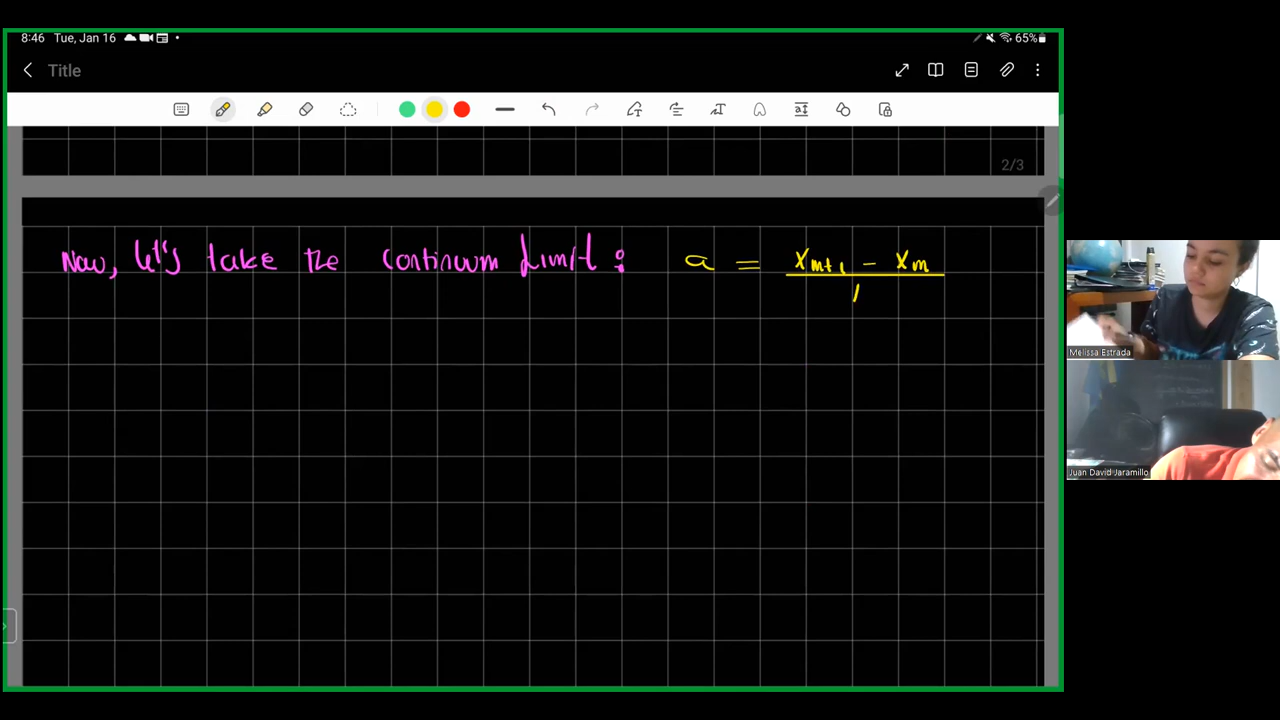 8:46 Tue, Jan 16
65%
Title
2/3
Now, let's take the continuum Limit : a = (x_{m+1} - x_m) / 1
Melissa Estrada
Juan David Jaramillo